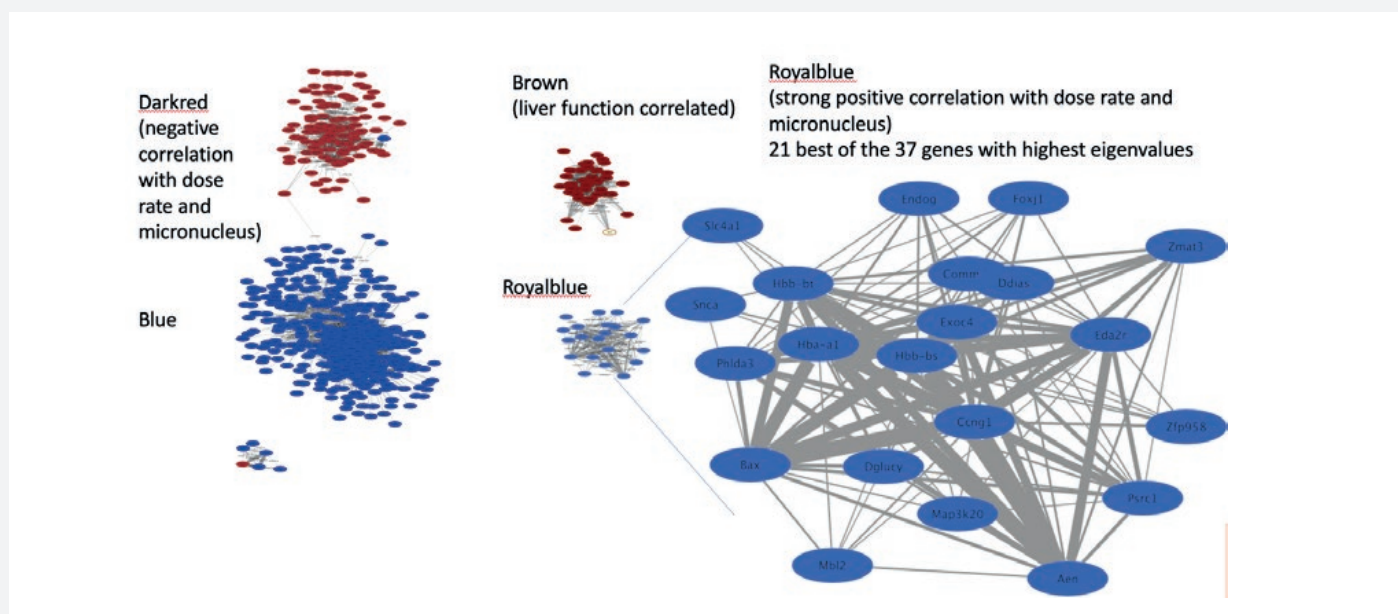 Darkred
(negative
correlation
with dose
rate and
micronucleus)
Blue
Brown
(liver function correlated)
Royalblue
Royalblue
(strong positive correlation with dose rate and
micronucleus)
21 best of the 37 genes with highest eigenvalues
Endog
Foxj1
Slc4a1
Zmat3
Comm
Ddias
Hbb-bt
Snca
Exoc4
Eda2r
Hba-a1
Hbb-bs
Phlda3
Ccng1
Zfp958
Bax
Dglucy
Psrc1
Map3k20
Mbl2
Aen